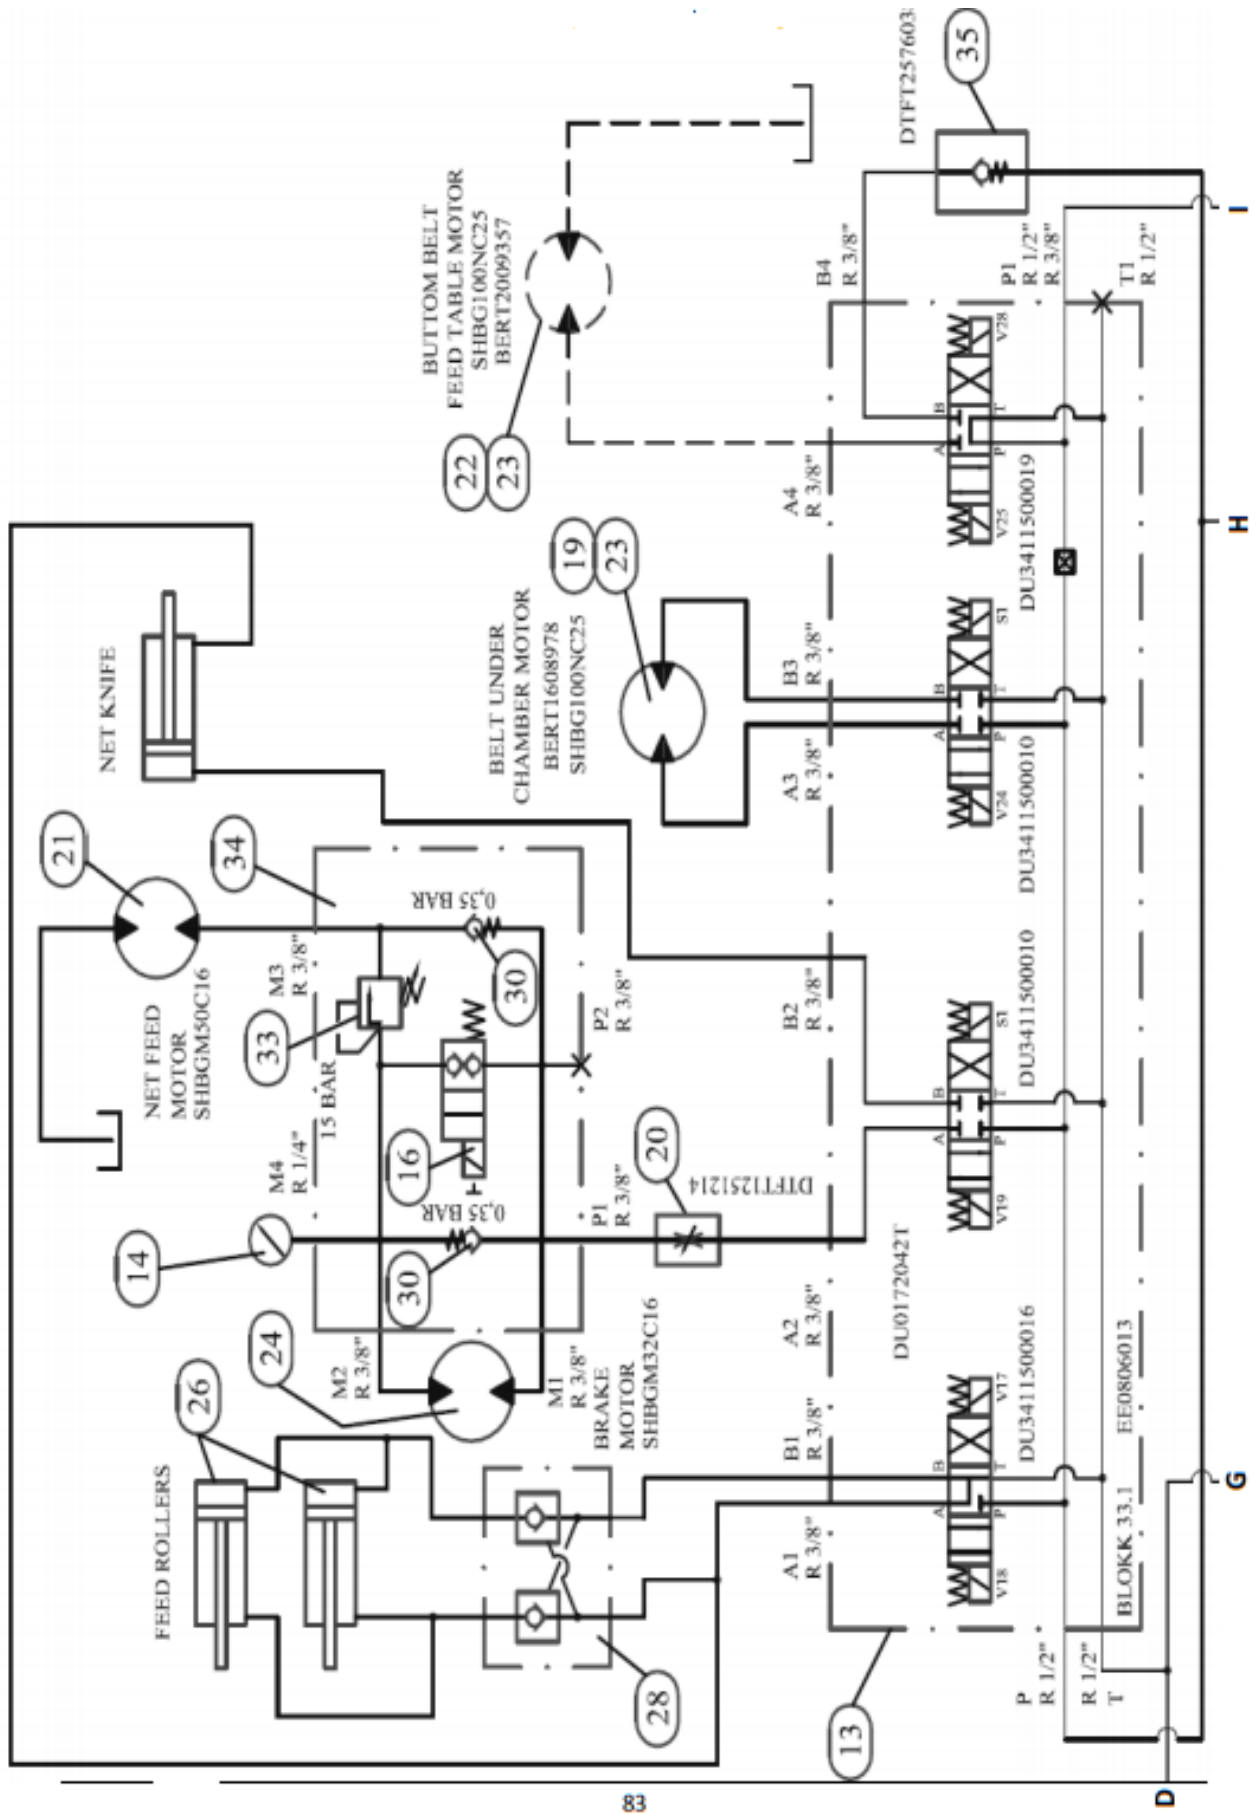 35
DTFT257603
BUTTOM BELT
FEED TABLE MOTOR
SHBG100NC25
BERT2009357
22
23
B4
R 3/8"
P1
R 1/2"
R 3/8"
T1
R 1/2"
I
V28
B
T
A
P
V25
A4
R 3/8"
DU3411500019
H
NET KNIFE
19
23
BELT UNDER
CHAMBER MOTOR
BERT1608978
SHBG100NC25
B3
R 3/8"
A3
R 3/8"
S1
B
T
A
P
V24
DU3411500010
21
34
NET FEED
MOTOR
SHBGM50C16
M3
R 3/8"
33
15 BAR
0,35 BAR
30
P2
R 3/8"
B2
R 3/8"
S1
B
T
A
P
V19
DU3411500010
M4
R 1/4"
14
16
0,35 BAR
30
P1
R 3/8"
20
DTFT1251214
A2
R 3/8"
DU0172042T
24
M2
R 3/8"
M1
R 3/8"
BRAKE
MOTOR
SHBGM32C16
26
FEED ROLLERS
28
B1
R 3/8"
A1
R 3/8"
V17
B
T
A
P
V18
DU3411500016
BLOKK 33.1 EE0806013
G
13
P
R 1/2"
R 1/2"
T
D
83